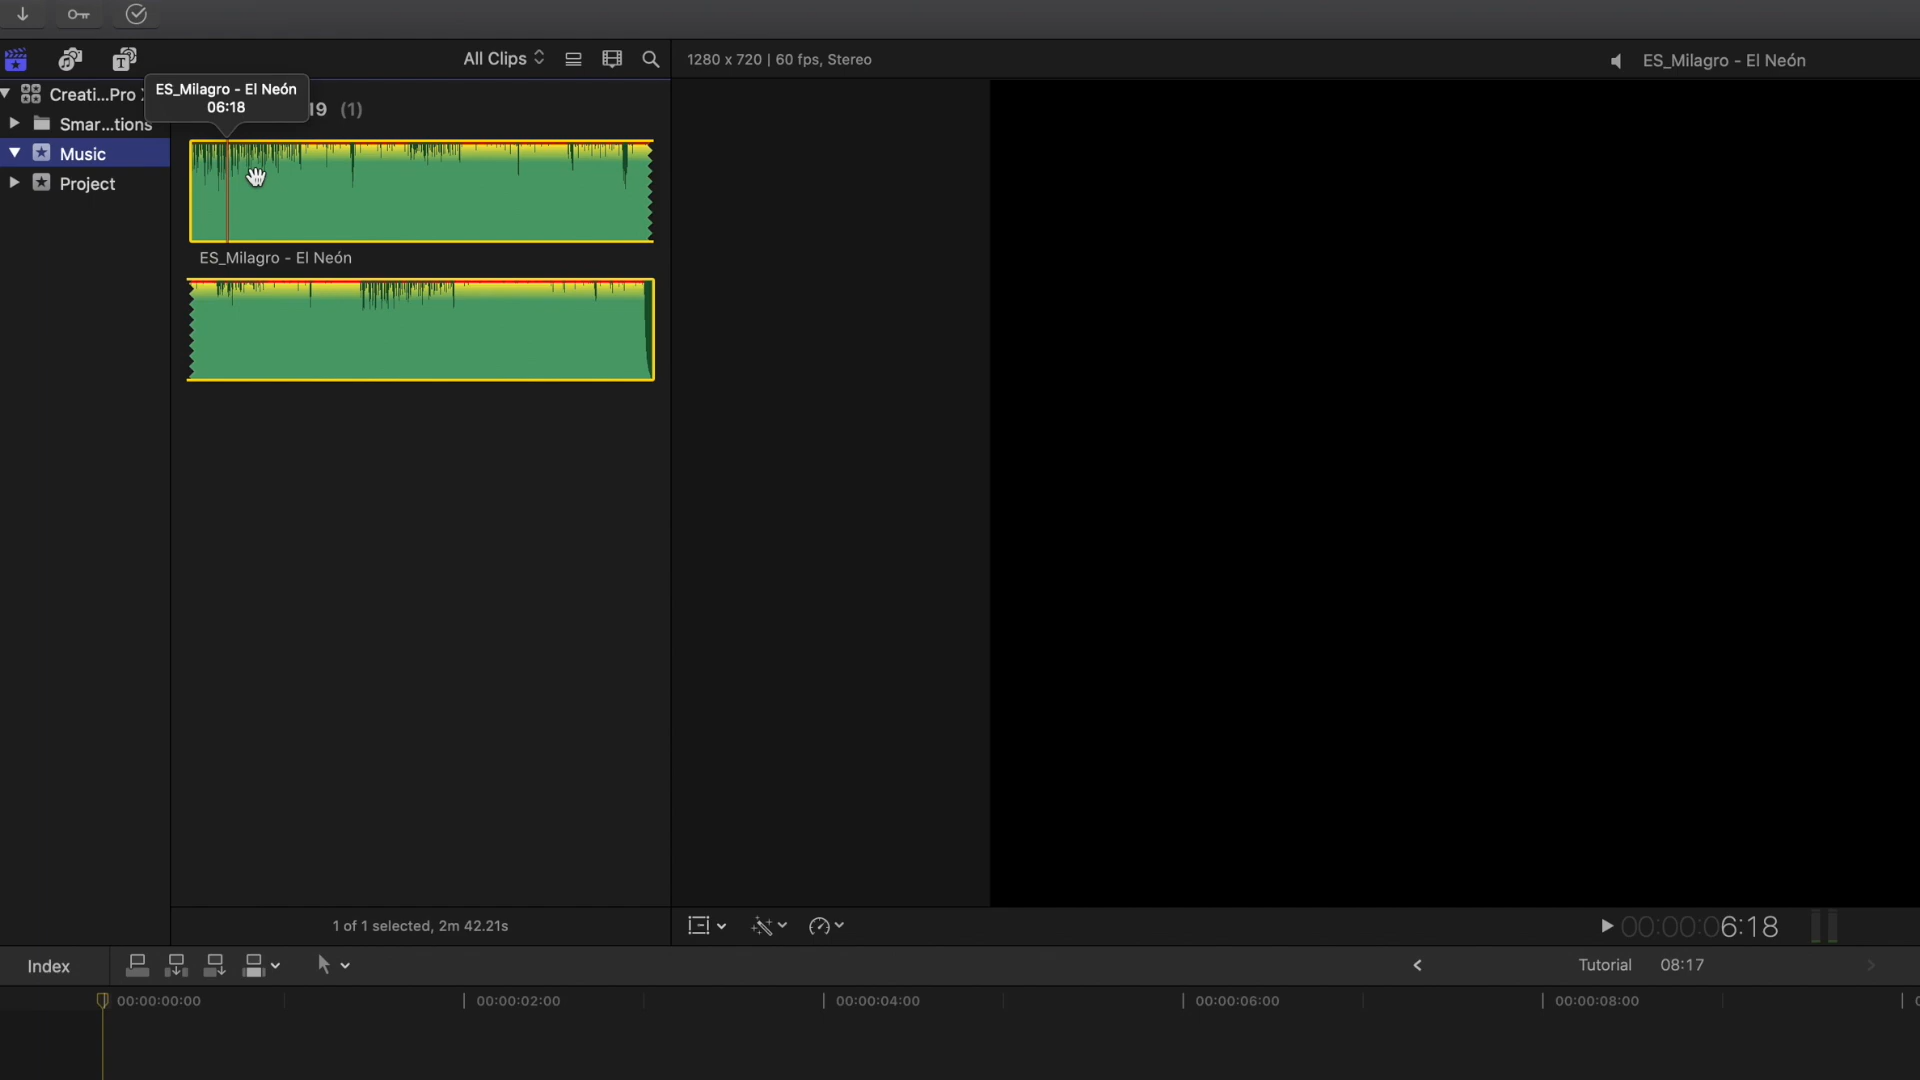 All Clips
1280 x 720 | 60 fps, Stereo
ES_Milagro - El Neón
Creati...Pro
ES_Milagro - El Neón
06:18
19 (1)
Smar...tions
Music
Project
ES_Milagro - El Neón
1 of 1 selected, 2m 42.21s
00:00:06:18
Index
Tutorial 08:17
00:00:00:00 00:00:02:00 00:00:04:00 00:00:06:00 00:00:08:00